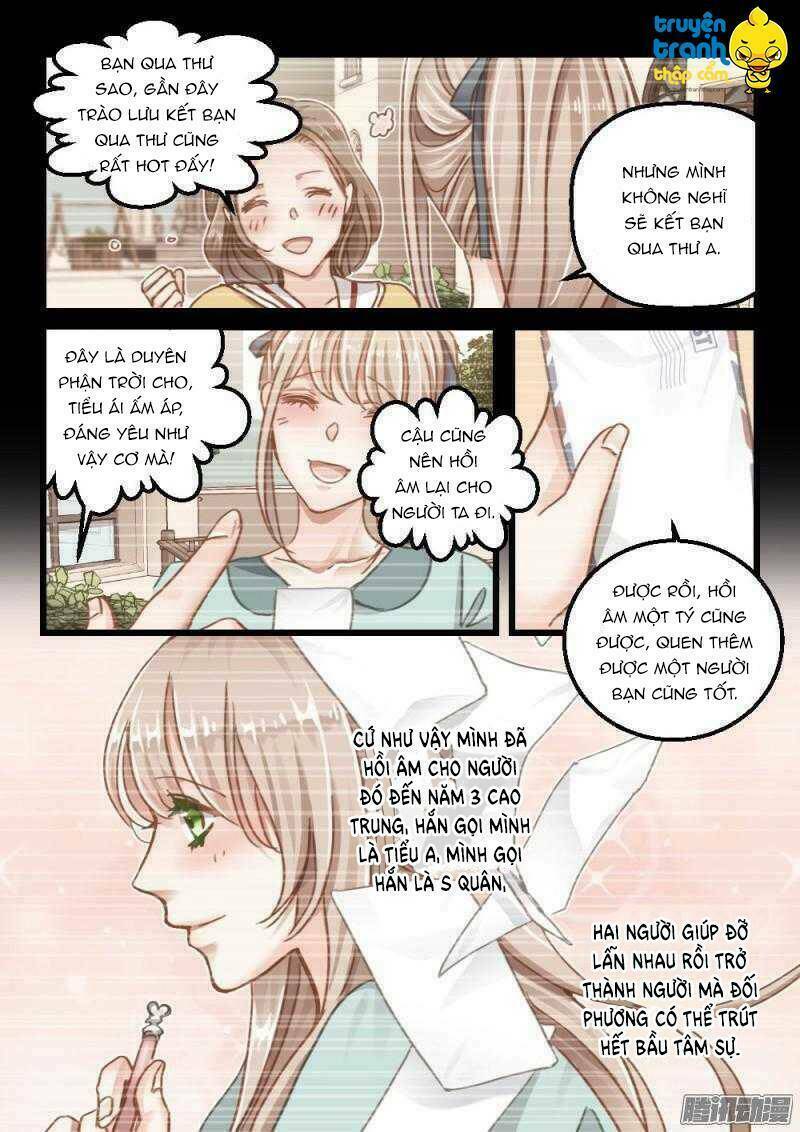 truyện
tranh
thập cẩm
BẠN QUA THƯ
SAO, GẦN ĐÂY
TRÀO LƯU KẾT BẠN
QUA THƯ CŨNG
RẤT HOT ĐẤY!
NHƯNG MÌNH
KHÔNG NGHĨ
SẼ KẾT BẠN
QUA THƯ A.
ĐÂY LÀ DUYÊN
PHẬN TRỜI CHO,
TIỂU ÁI ẤM ÁP,
ĐÁNG YÊU NHƯ
VẬY CƠ MÀ!
CẬU CŨNG
NÊN HỒI
ÂM LẠI CHO
NGƯỜI TA ĐI.
ĐƯỢC RỒI, HỒI
ÂM MỘT TÝ CŨNG
ĐƯỢC, QUEN THÊM
ĐƯỢC MỘT NGƯỜI
BẠN CŨNG TỐT.
CỨ NHƯ VẬY MÌNH ĐÃ
HỒI ÂM CHO NGƯỜI
ĐÓ ĐẾN NĂM 3 CAO
TRUNG, HẮN GỌI MÌNH
LÀ TIỂU A, MÌNH GỌI
HẮN LÀ S QUÂN,
HAI NGƯỜI GIÚP ĐỠ
LẪN NHAU RỒI TRỞ
THÀNH NGƯỜI MÀ ĐỐI
PHƯƠNG CÓ THỂ TRÚT
HẾT BẦU TÂM SỰ.
腾讯动漫